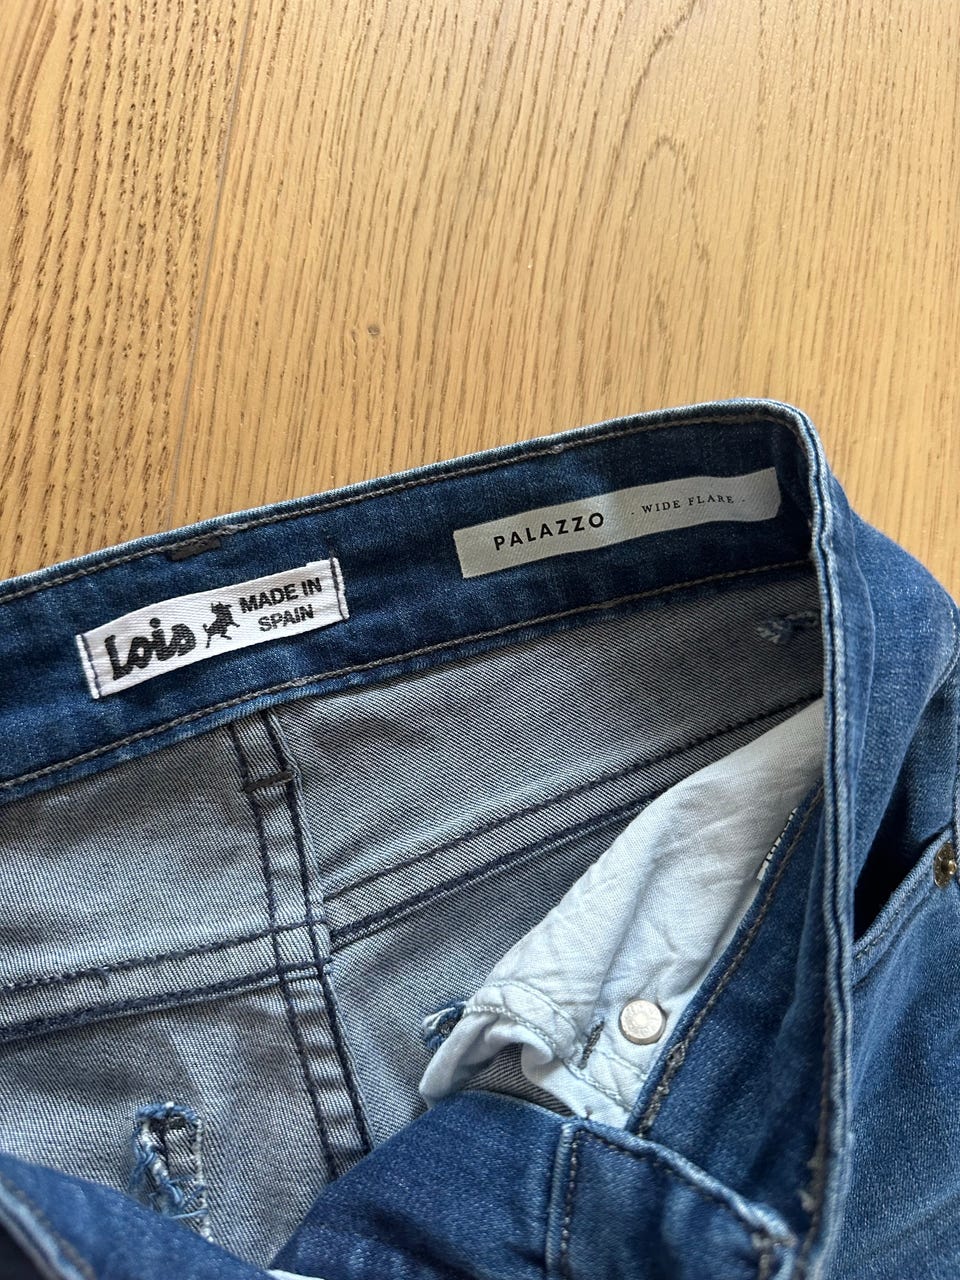 Lois MADE IN
SPAIN
PALAZZO - WIDE FLARE -